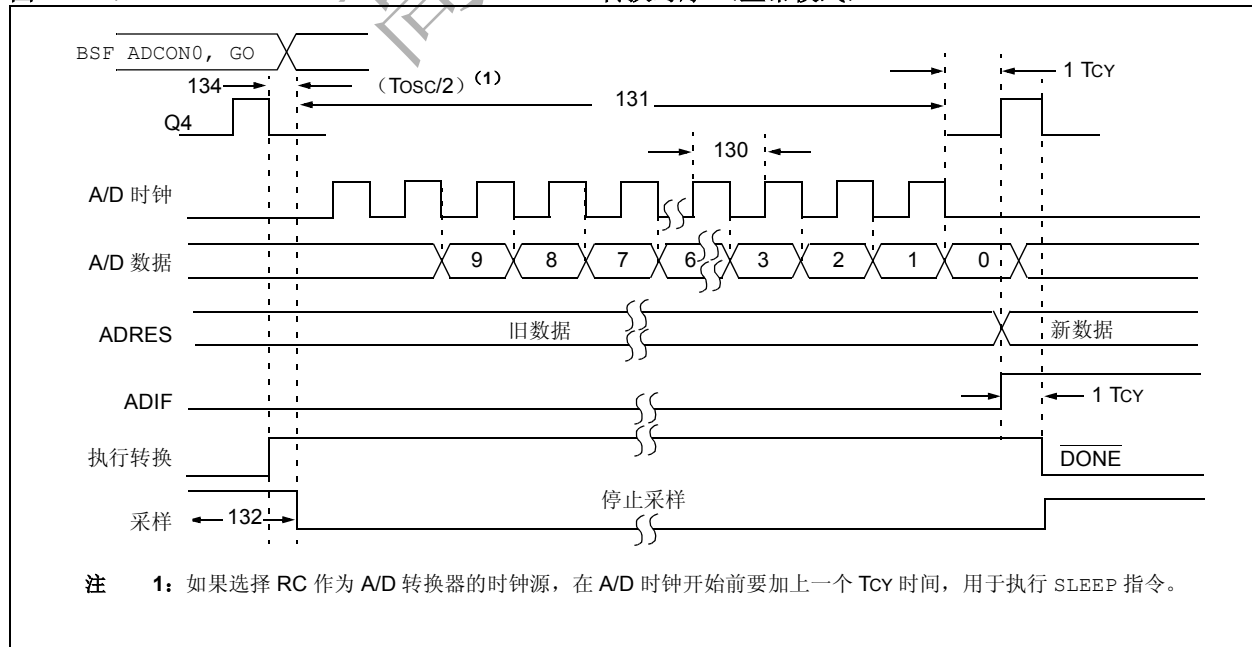 BSF ADCON0, GO
134 (TOSC/2)(1) 131 1 TCY
Q4
130
A/D 时钟
A/D 数据 9 8 7 6 3 2 1 0
ADRES 旧数据 新数据
ADIF 1 TCY
执行转换 DONE
停止采样
采样 132
注 1: 如果选择 RC 作为 A/D 转换器的时钟源，在 A/D 时钟开始前要加上一个 TCY 时间，用于执行 SLEEP 指令。